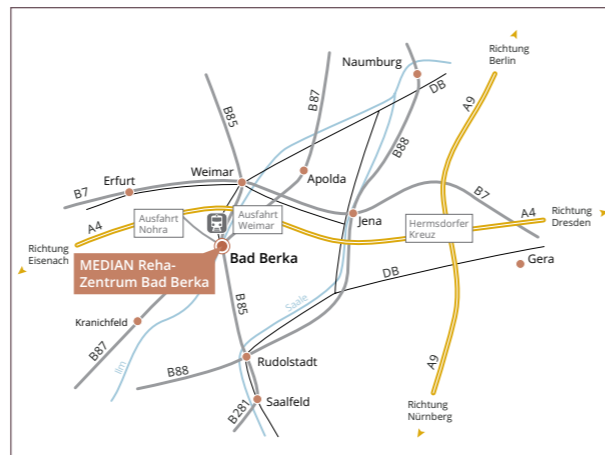 Richtung
Berlin
Naumburg
DB
A9
B87
B85
B88
Weimar
Erfurt
Apolda
B7
B7
Ausfahrt
Nohra
Ausfahrt
Weimar
Jena
Hermsdorfer
Kreuz
A4
Richtung
Dresden
A4
Richtung
Eisenach
MEDIAN Reha-
Zentrum Bad Berka
Bad Berka
Gera
DB
Saale
B85
Kranichfeld
Ilm
B87
B88
Rudolstadt
A9
B281
Saalfeld
Richtung
Nürnberg